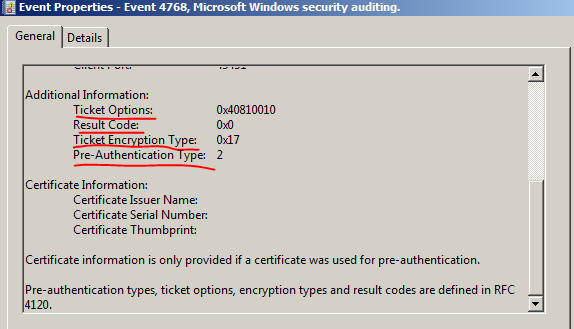 Event Properties - Event 4768, Microsoft Windows security auditing.
General Details
Additional Information:
Ticket Options: 0x40810010
Result Code: 0x0
Ticket Encryption Type: 0x17
Pre-Authentication Type: 2
Certificate Information:
Certificate Issuer Name:
Certificate Serial Number:
Certificate Thumbprint:
Certificate information is only provided if a certificate was used for pre-authentication.
Pre-authentication types, ticket options, encryption types and result codes are defined in RFC
4120.